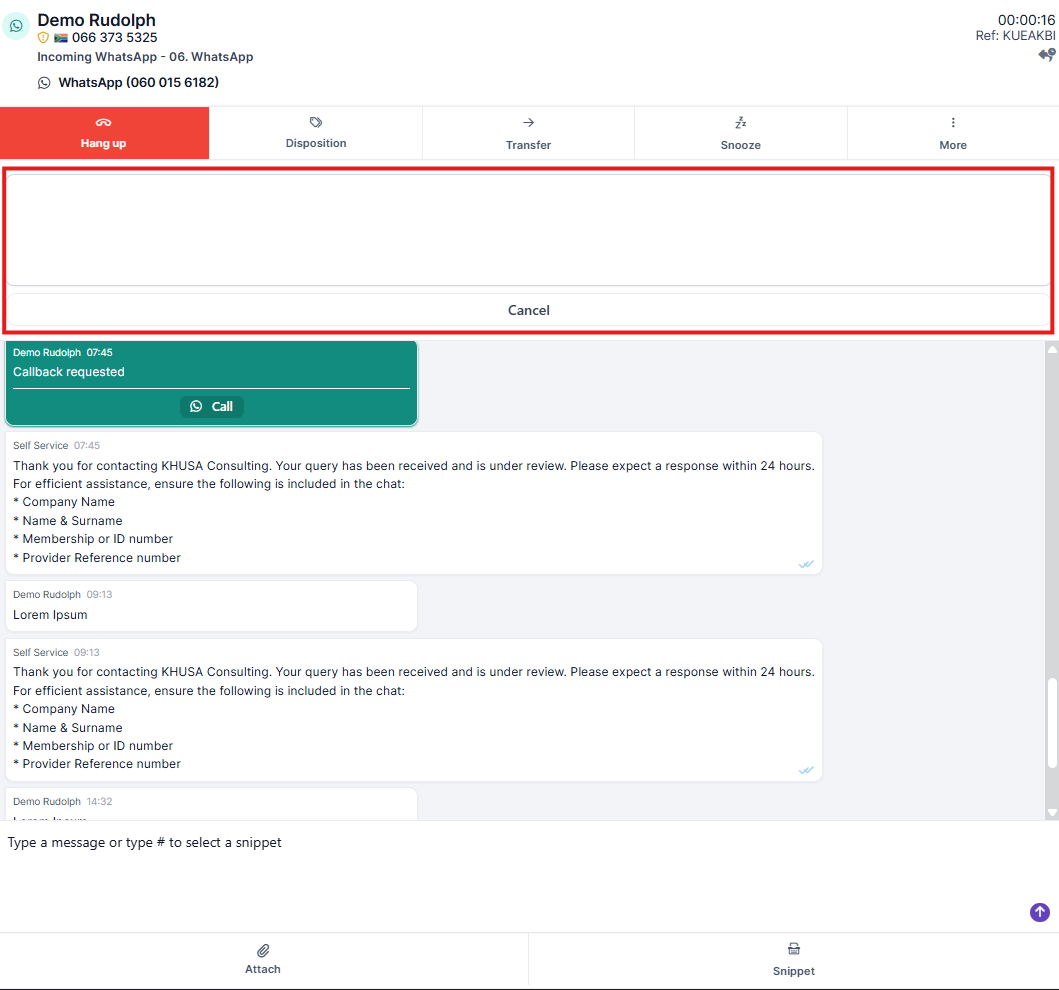 Demo Rudolph
00:00:16
066 373 5325
Ref: KUEAKBI
Incoming WhatsApp - 06. WhatsApp
WhatsApp (060 015 6182)
Hang up
Disposition
Transfer
Snooze
More
Cancel
Demo Rudolph 07:45
Callback requested
Call
Self Service 07:45
Thank you for contacting KHUSA Consulting. Your query has been received and is under review. Please expect a response within 24 hours.
For efficient assistance, ensure the following is included in the chat:
* Company Name
* Name & Surname
* Membership or ID number
* Provider Reference number
Demo Rudolph 09:13
Lorem Ipsum
Self Service 09:13
Thank you for contacting KHUSA Consulting. Your query has been received and is under review. Please expect a response within 24 hours.
For efficient assistance, ensure the following is included in the chat:
* Company Name
* Name & Surname
* Membership or ID number
* Provider Reference number
Demo Rudolph 14:32
Type a message or type # to select a snippet
Attach
Snippet